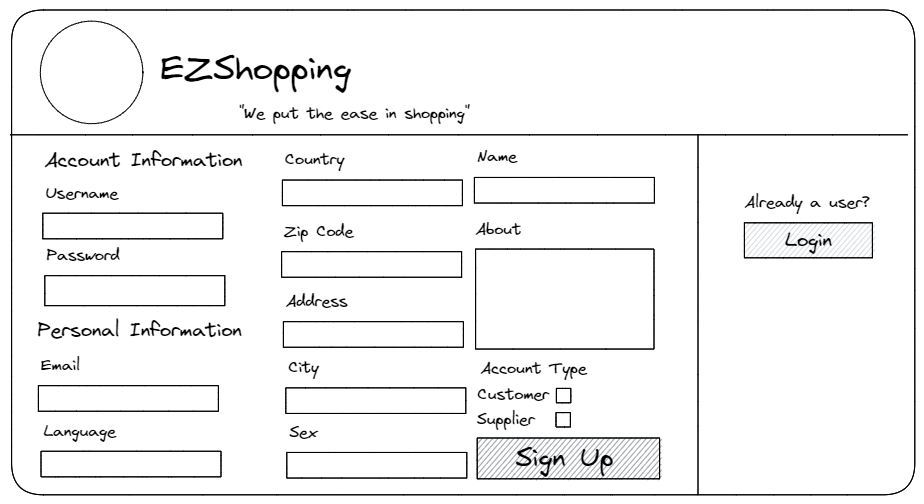 EZShopping
"We put the ease in shopping"
Account Information
Username
Password
Personal Information
Email
Language
Country
Zip Code
Address
City
Sex
Name
About
Account Type
Customer
Supplier
Sign Up
Already a user?
Login